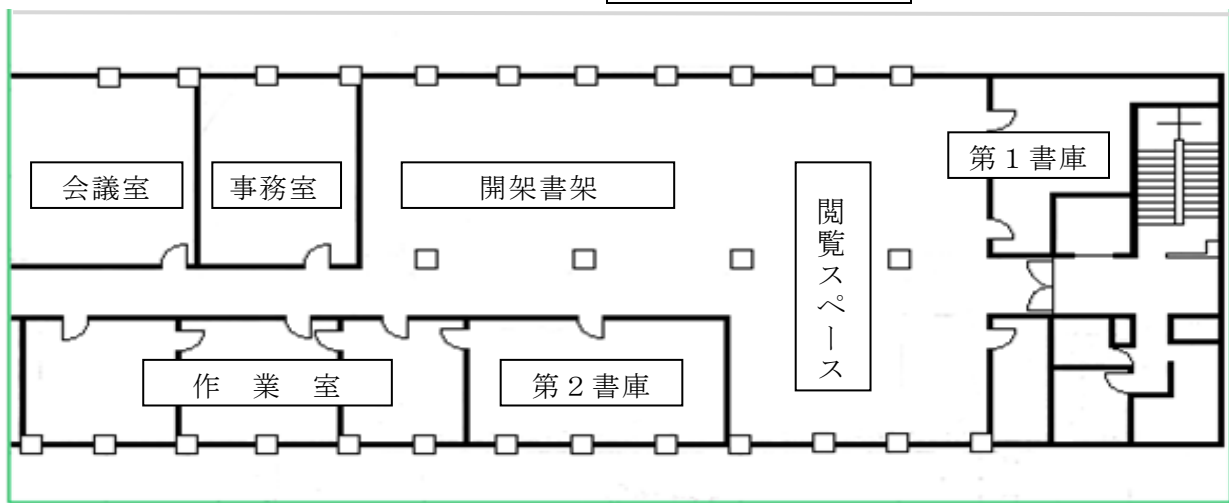 会議室
事務室
開架書架
第１書庫
閲覧スペース
作　業　室
第２書庫